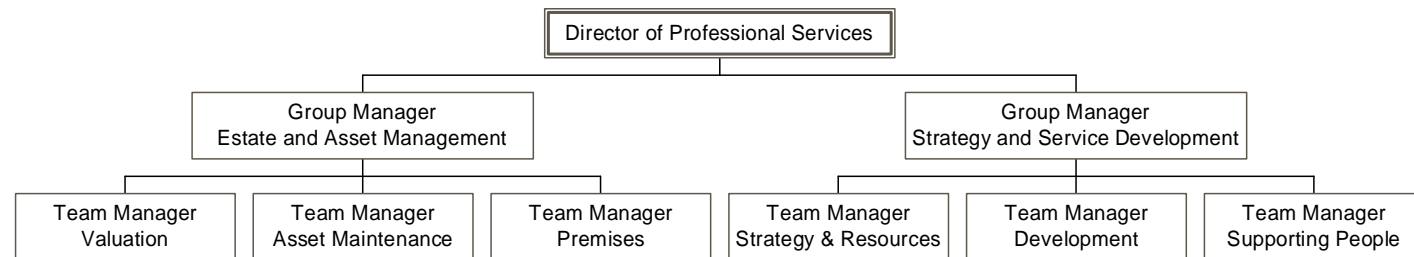 Director of Professional Services
Group Manager
Estate and Asset Management
Group Manager
Strategy and Service Development
Team Manager
Valuation
Team Manager
Asset Maintenance
Team Manager
Premises
Team Manager
Strategy & Resources
Team Manager
Development
Team Manager
Supporting People